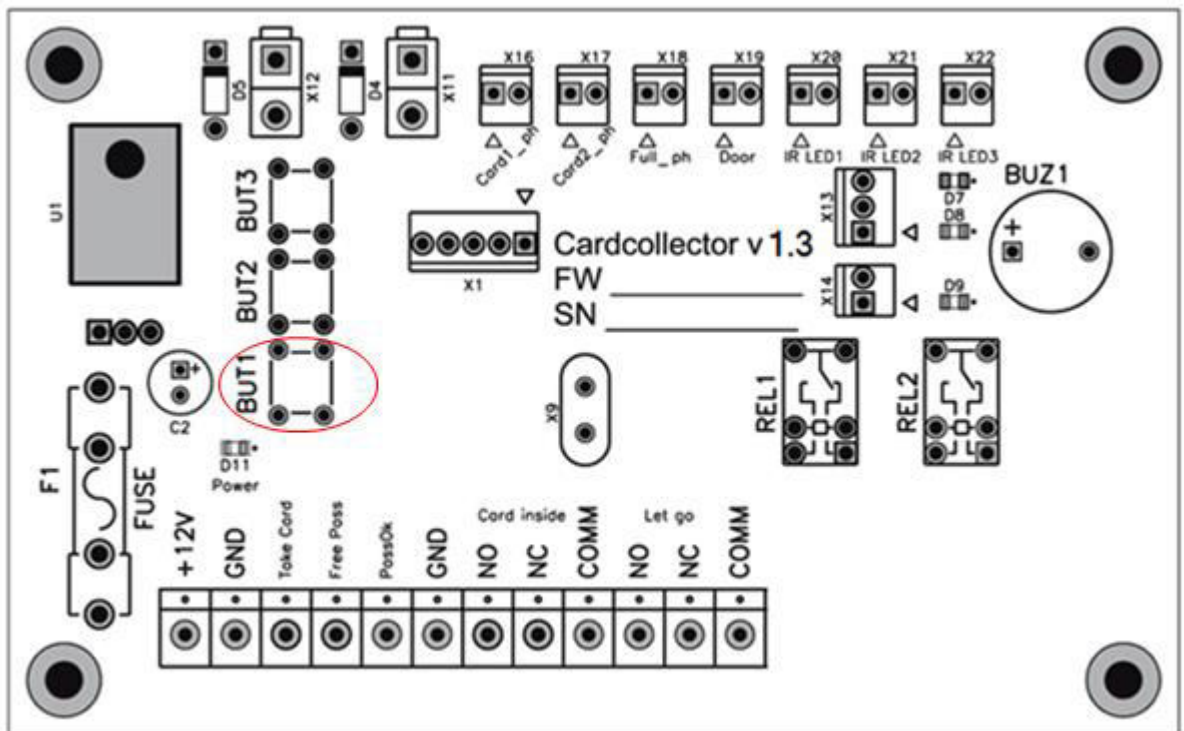 X16 X17 X18 X19 X20 X21 X22
D5 X12 D4 X11
Card1_ph Card2_ph Full_ph Door IR LED1 IR LED2 IR LED3
U1
BUT3
BUT2
BUT1
X1
Cardcollector v 1.3
FW
SN
X13
X14
D7
D8
D9
BUZ1
+
+
C2
X9
REL1
REL2
D11
Power
F1
FUSE
Card inside Let go
+12V GND Take Card Free Pass PassOk GND NO NC COMM NO NC COMM